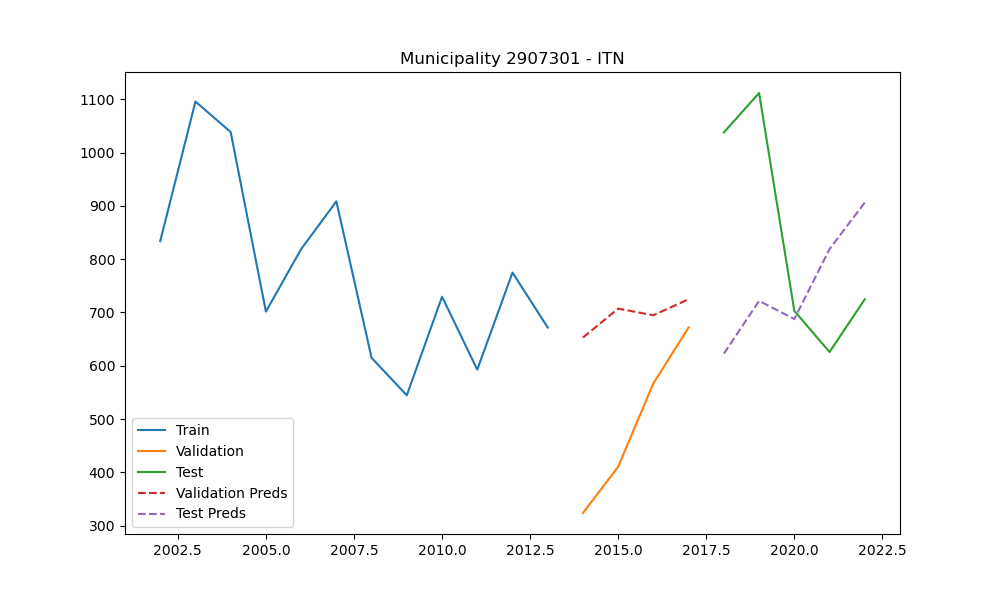 Municipality 2907301 - ITN
1100
1000
900
800
700
600
500
400
300
Train
Validation
Test
Validation Preds
Test Preds
2002.5 2005.0 2007.5 2010.0 2012.5 2015.0 2017.5 2020.0 2022.5